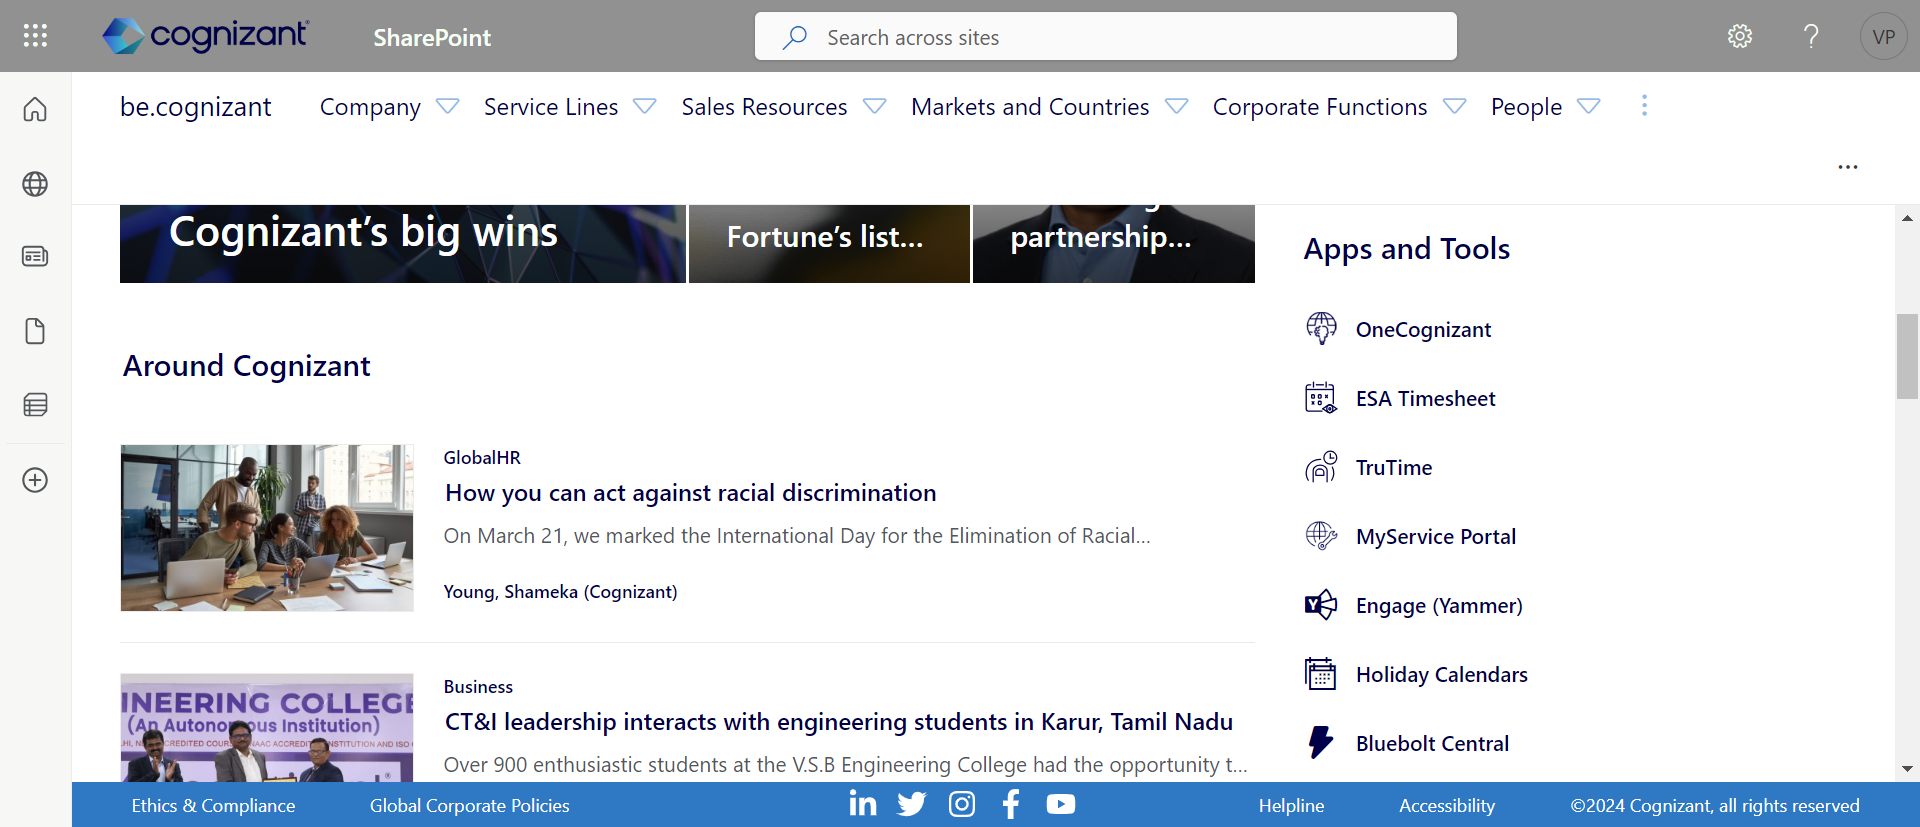 cognizant
SharePoint
Search across sites
VP
be.cognizant
Company
Service Lines
Sales Resources
Markets and Countries
Corporate Functions
People
...
Cognizant’s big wins
Fortune’s list...
partnership...
Apps and Tools
OneCognizant
ESA Timesheet
TruTime
MyService Portal
Engage (Yammer)
Holiday Calendars
Bluebolt Central
Around Cognizant
GlobalHR
How you can act against racial discrimination
On March 21, we marked the International Day for the Elimination of Racial...
Young, Shameka (Cognizant)
INEERING COLLEGE
(An Autonomous Institution)
Business
CT&I leadership interacts with engineering students in Karur, Tamil Nadu
Over 900 enthusiastic students at the V.S.B Engineering College had the opportunity t...
Ethics & Compliance
Global Corporate Policies
Helpline
Accessibility
©2024 Cognizant, all rights reserved